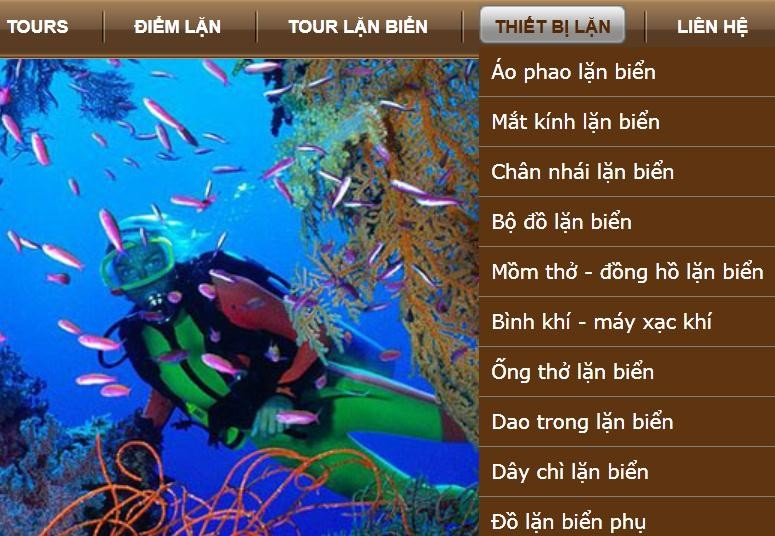 TOURS
ĐIỂM LẶN
TOUR LẶN BIỂN
THIẾT BỊ LẶN
LIÊN HỆ
Áo phao lặn biển
Mắt kính lặn biển
Chân nhái lặn biển
Bộ đồ lặn biển
Mồm thở - đồng hồ lặn biển
Bình khí - máy xạc khí
Ống thở lặn biển
Dao trong lặn biển
Dây chì lặn biển
Đồ lặn biển phụ